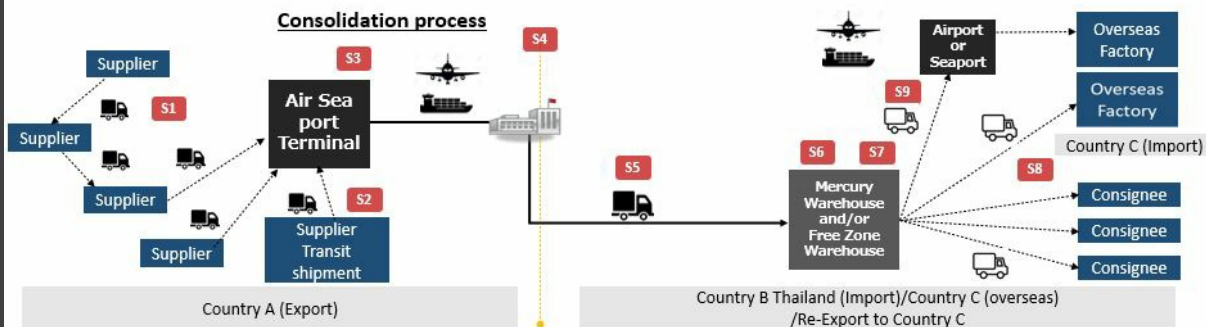 Consolidation process
S4
S3
Supplier
S1
Air Sea
port
Terminal
Supplier
Supplier
S2
Supplier
Supplier
Transit
shipment
Country A (Export)
S5
S6
S7
Mercury
Warehouse
and/or
Free Zone
Warehouse
Airport
or
Seaport
S9
Overseas
Factory
Overseas
Factory
Country C (Import)
S8
Consignee
Consignee
Consignee
Country B Thailand (Import)/Country C (overseas)
/Re-Export to Country C